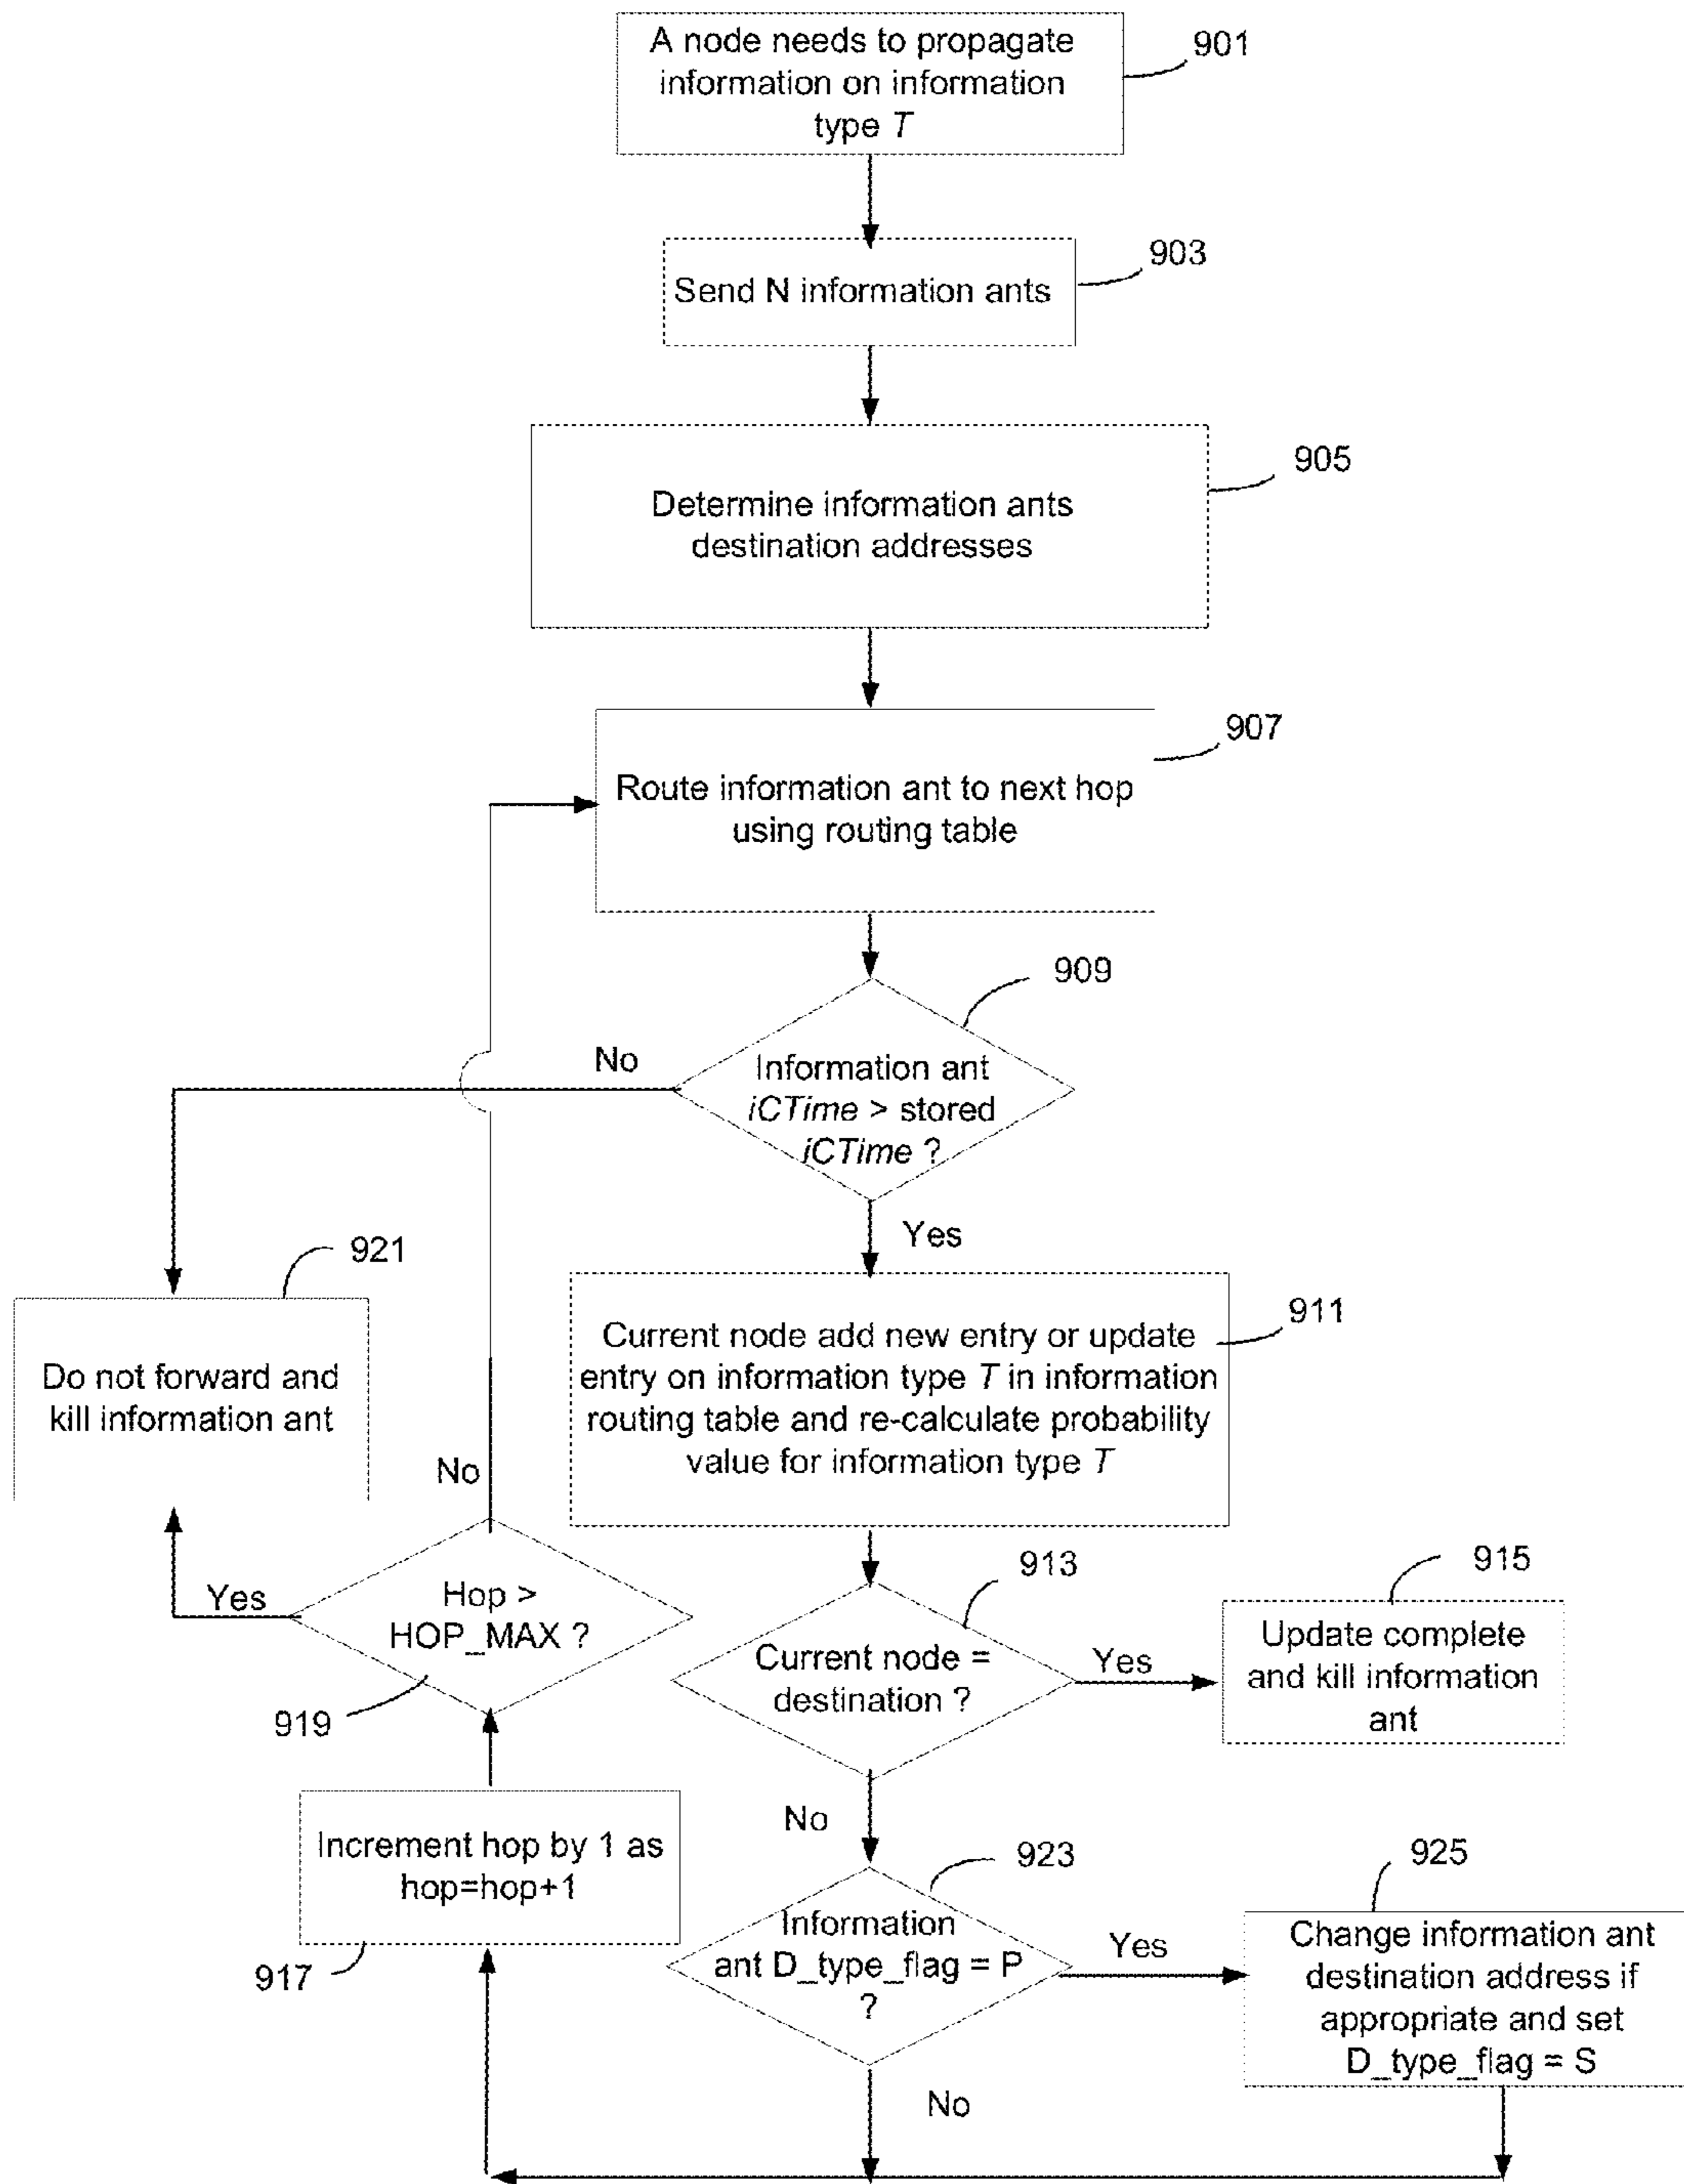 A node needs to propagate
information on information
type T
901
Send N information ants
903
Determine information ants
destination addresses
905
Route information ant to next hop
using routing table
907
909
Information ant
iCTime > stored
iCTime ?
No
Yes
921
Do not forward and
kill information ant
Current node add new entry or update
entry on information type T in information
routing table and re-calculate probability
value for information type T
911
No
Hop >
HOP_MAX ?
Yes
919
913
Current node =
destination ?
Yes
915
Update complete
and kill information
ant
No
Increment hop by 1 as
hop=hop+1
917
923
Information
ant D_type_flag = P
?
Yes
925
Change information ant
destination address if
appropriate and set
D_type_flag = S
No